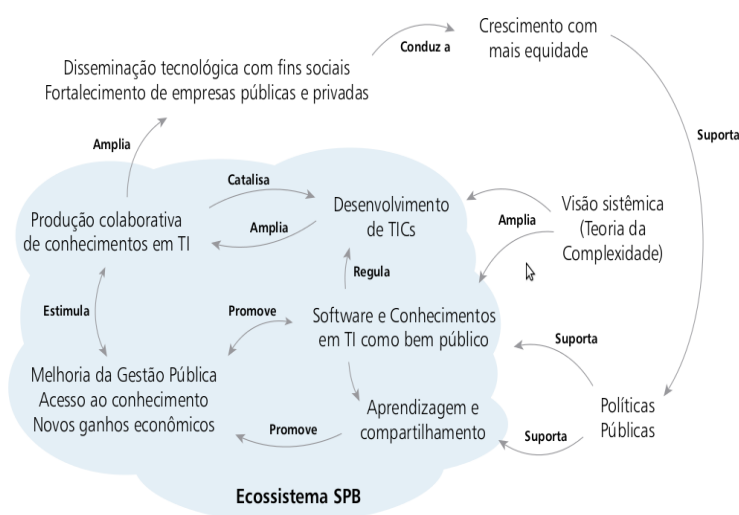 Crescimento com
mais equidade
Conduz a
Disseminação tecnológica com fins sociais
Fortalecimento de empresas públicas e privadas
Suporta
Amplia
Catalisa
Produção colaborativa
de conhecimentos em TI
Amplia
Desenvolvimento
de TICs
Amplia
Visão sistêmica
(Teoria da
Complexidade)
Regula
Estimula
Promove
Software e Conhecimentos
em TI como bem público
Suporta
Melhoria da Gestão Pública
Acesso ao conhecimento
Novos ganhos econômicos
Aprendizagem e
compartilhamento
Políticas
Públicas
Promove
Suporta
Ecossistema SPB